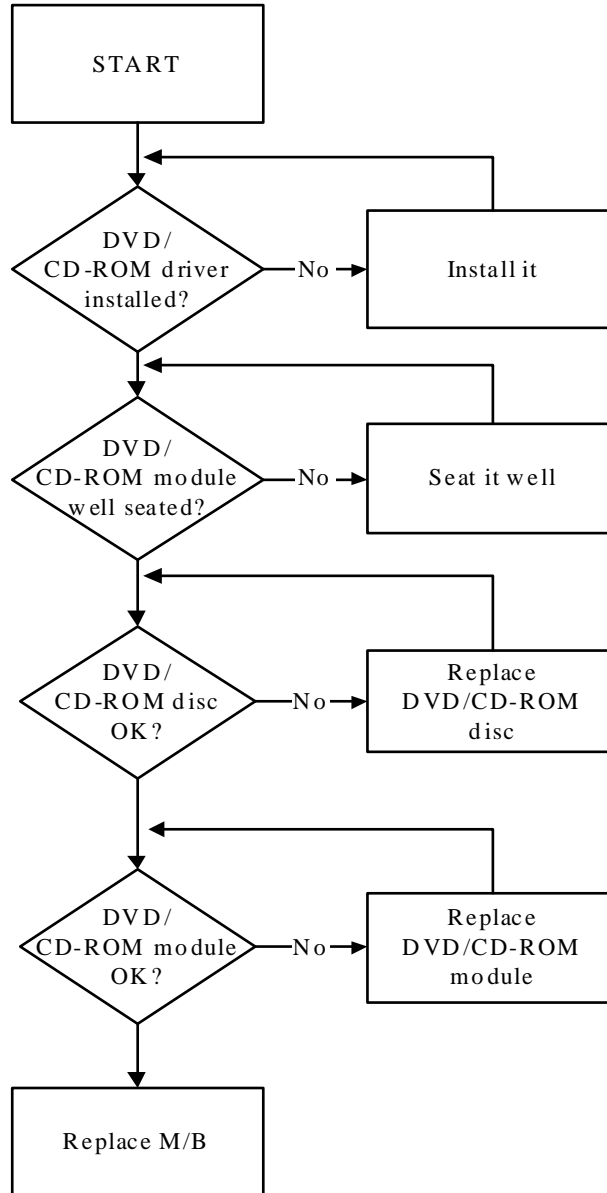 START
DVD/
CD-ROM driver
installed?
No
Install it
DVD/
CD-ROM module
well seated?
No
Seat it well
DVD/
CD-ROM disc
OK?
No
Replace
DVD/CD-ROM
disc
DVD/
CD-ROM module
OK?
No
Replace
DVD/CD-ROM
module
Replace M/B